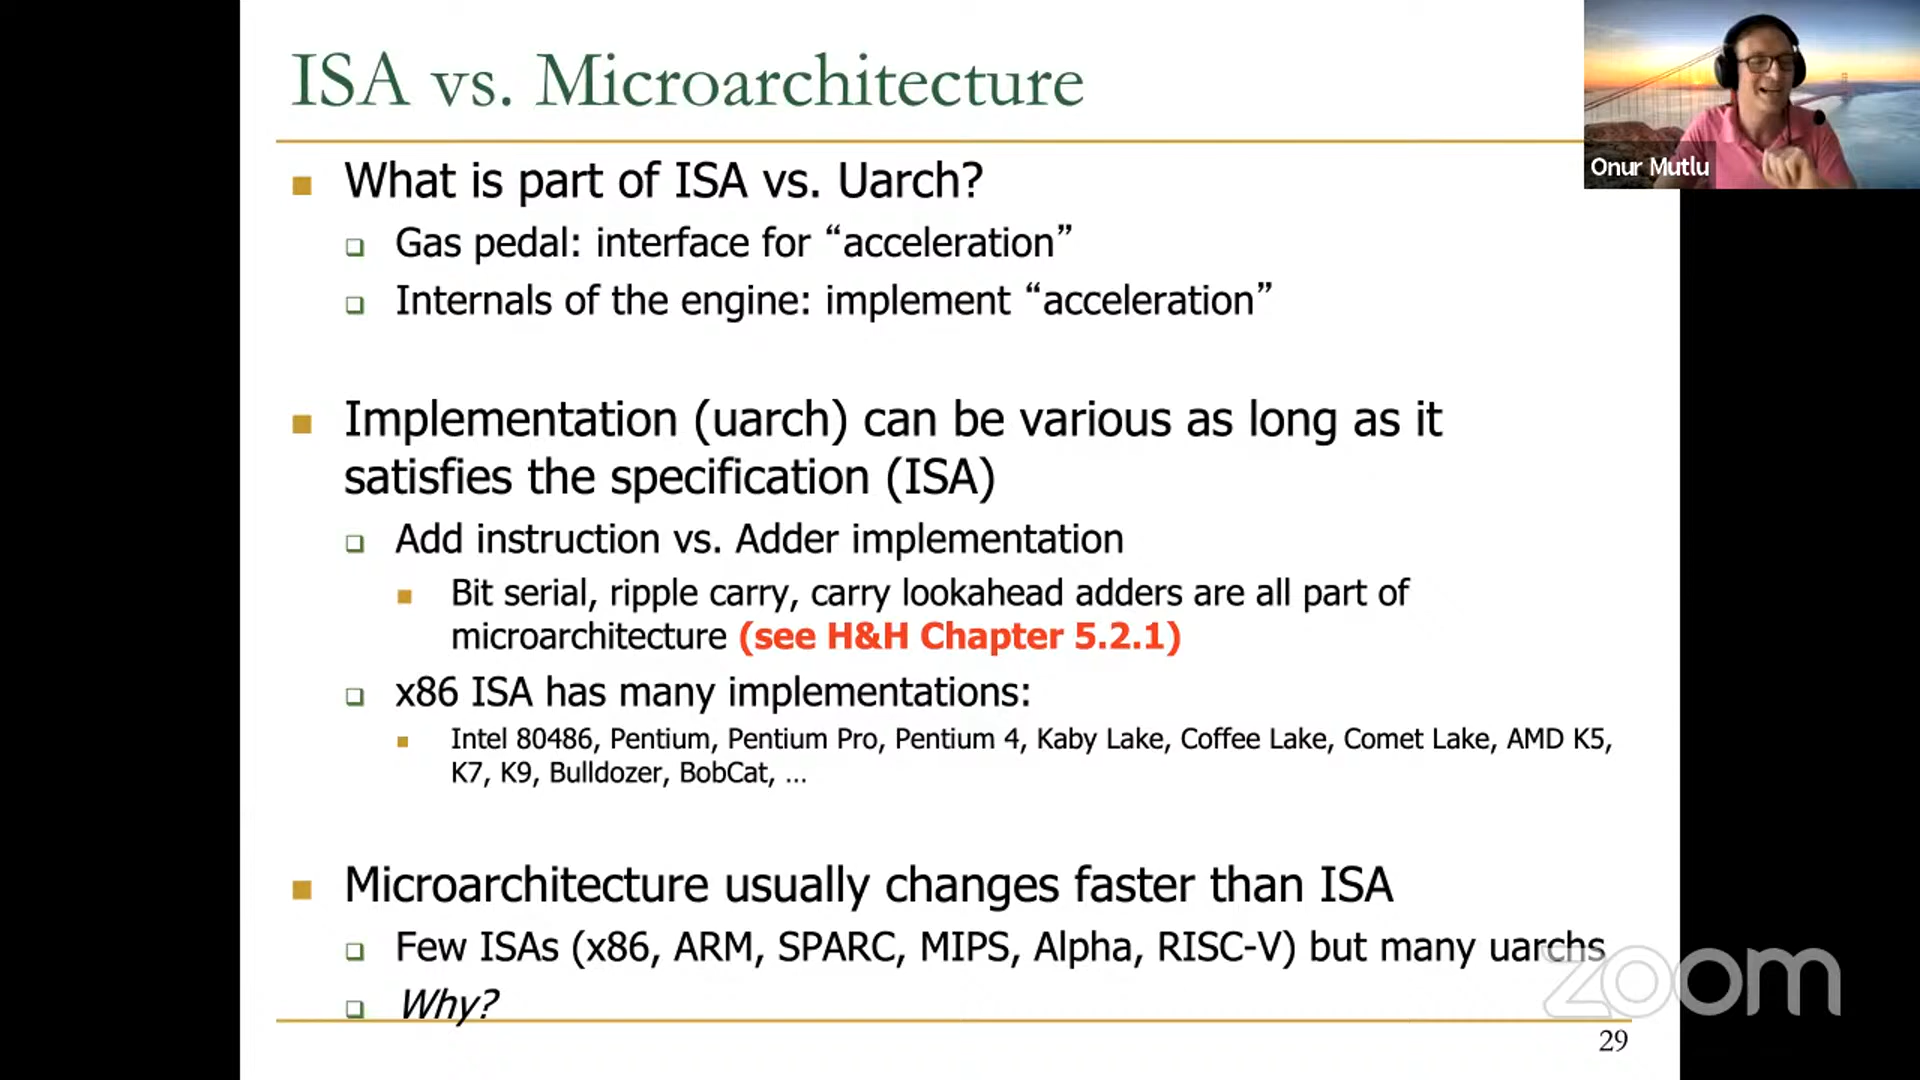 ISA vs. Microarchitecture
Onur Mutlu
What is part of ISA vs. Uarch?
Gas pedal: interface for “acceleration”
Internals of the engine: implement “acceleration”
Implementation (uarch) can be various as long as it
satisfies the specification (ISA)
Add instruction vs. Adder implementation
Bit serial, ripple carry, carry lookahead adders are all part of
microarchitecture (see H&H Chapter 5.2.1)
x86 ISA has many implementations:
Intel 80486, Pentium, Pentium Pro, Pentium 4, Kaby Lake, Coffee Lake, Comet Lake, AMD K5,
K7, K9, Bulldozer, BobCat, …
Microarchitecture usually changes faster than ISA
Few ISAs (x86, ARM, SPARC, MIPS, Alpha, RISC-V) but many uarchs
Why?
zoom
29